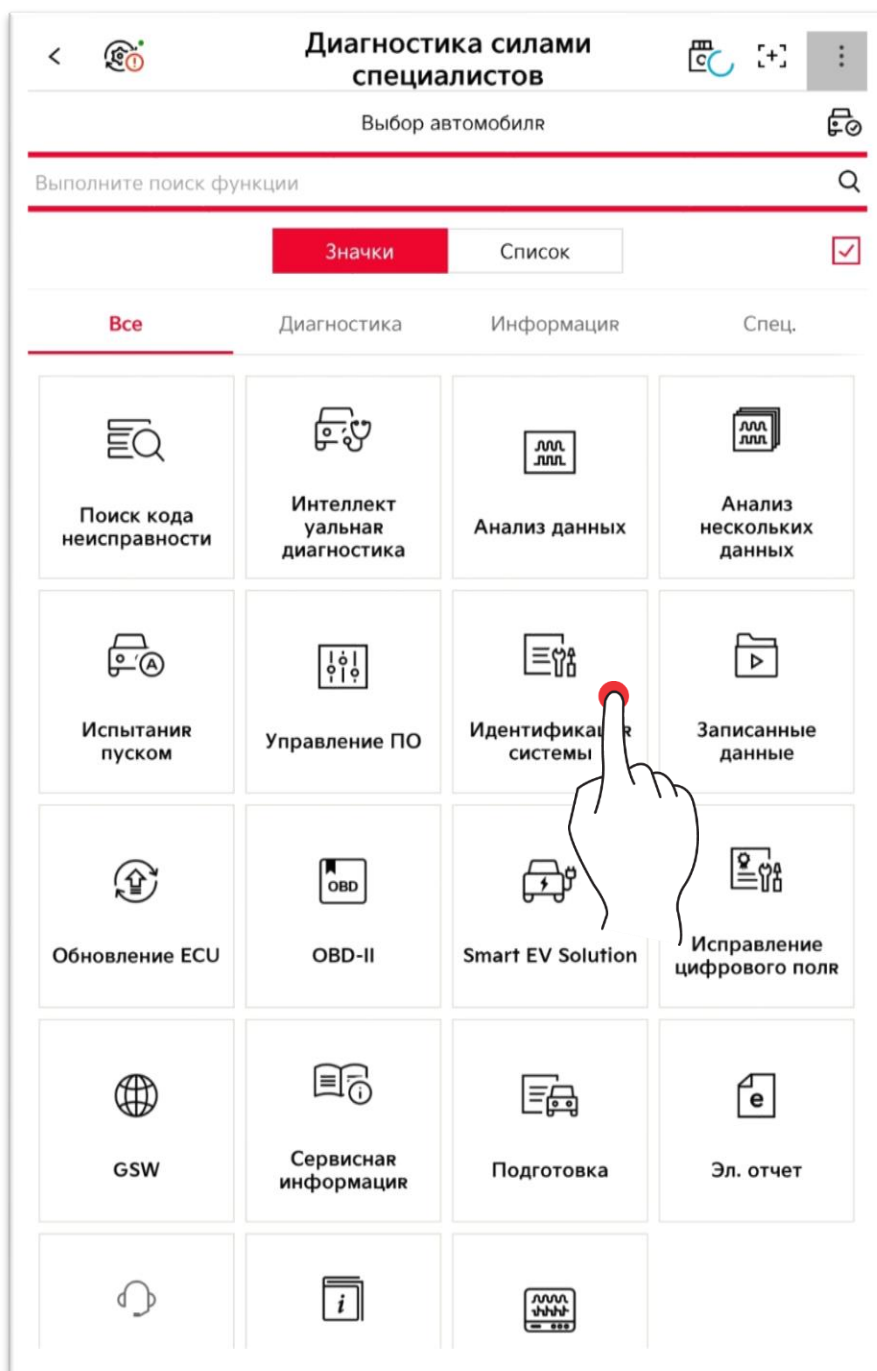 Диагностика силами
специалистов
Выбор автомобиля
Выполните поиск функции
Значки
Список
Все
Диагностика
Информация
Спец.
Поиск кода
неисправности
Интеллект
уальная
диагностика
Анализ данных
Анализ
нескольких
данных
A
Испытания
пуском
Управление ПО
Идентификация
системы
Записанные
данные
Обновление ECU
OBD
OBD-II
Smart EV Solution
Исправление
цифрового поля
GSW
Сервисная
информация
Подготовка
e
Эл. отчет
i